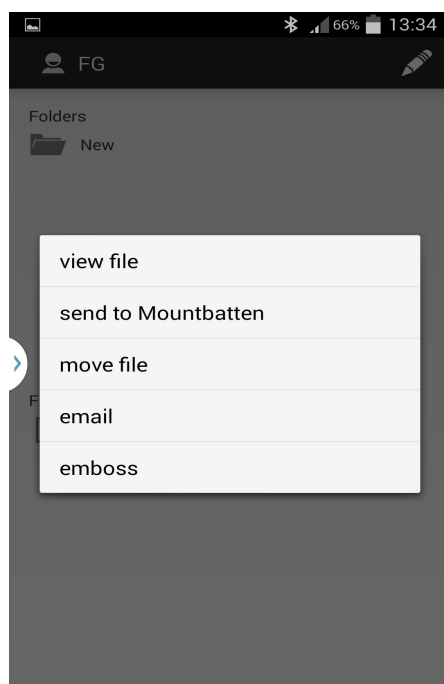 66% 13:34
FG
Folders
New
view file
send to Mountbatten
move file
F
email
emboss